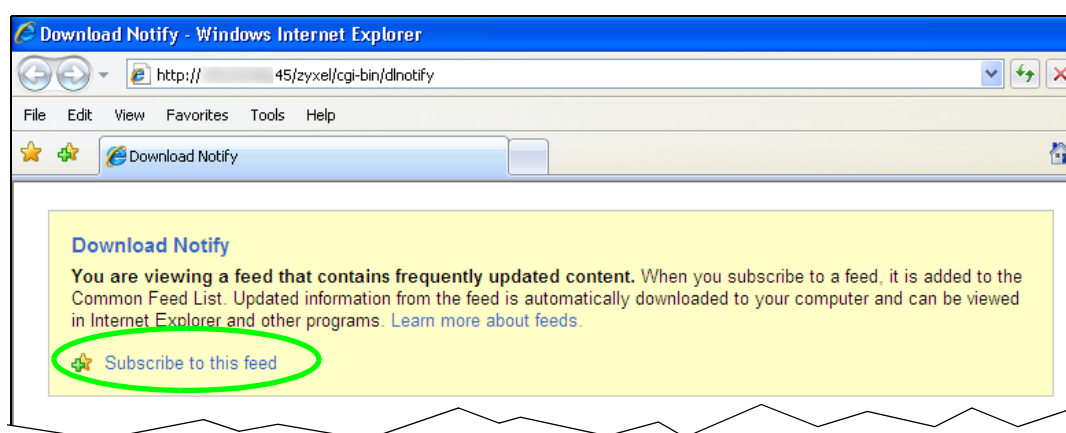 Download Notify - Windows Internet Explorer
http:// 45/zyxel/cgi-bin/dlnotify
File Edit View Favorites Tools Help
Download Notify
Download Notify
You are viewing a feed that contains frequently updated content. When you subscribe to a feed, it is added to the
Common Feed List. Updated information from the feed is automatically downloaded to your computer and can be viewed
in Internet Explorer and other programs. Learn more about feeds.
Subscribe to this feed